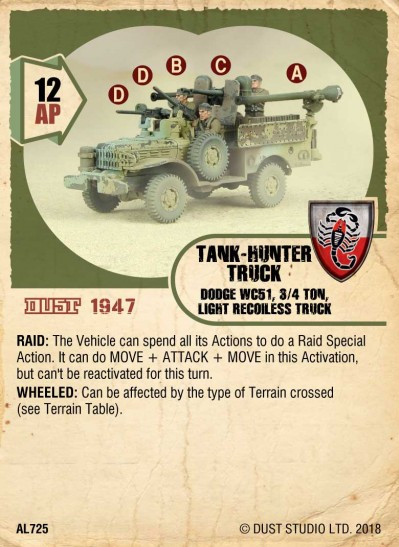 12
AP
D
D
B
C
A
TANK-HUNTER
TRUCK
DODGE WC51, 3/4 TON,
LIGHT RECOILESS TRUCK
DUST 1947
RAID: The Vehicle can spend all its Actions to do a Raid Special
Action. It can do MOVE + ATTACK + MOVE in this Activation,
but can't be reactivated for this turn.
WHEELED: Can be affected by the type of Terrain crossed
(see Terrain Table).
AL725
© DUST STUDIO LTD. 2018